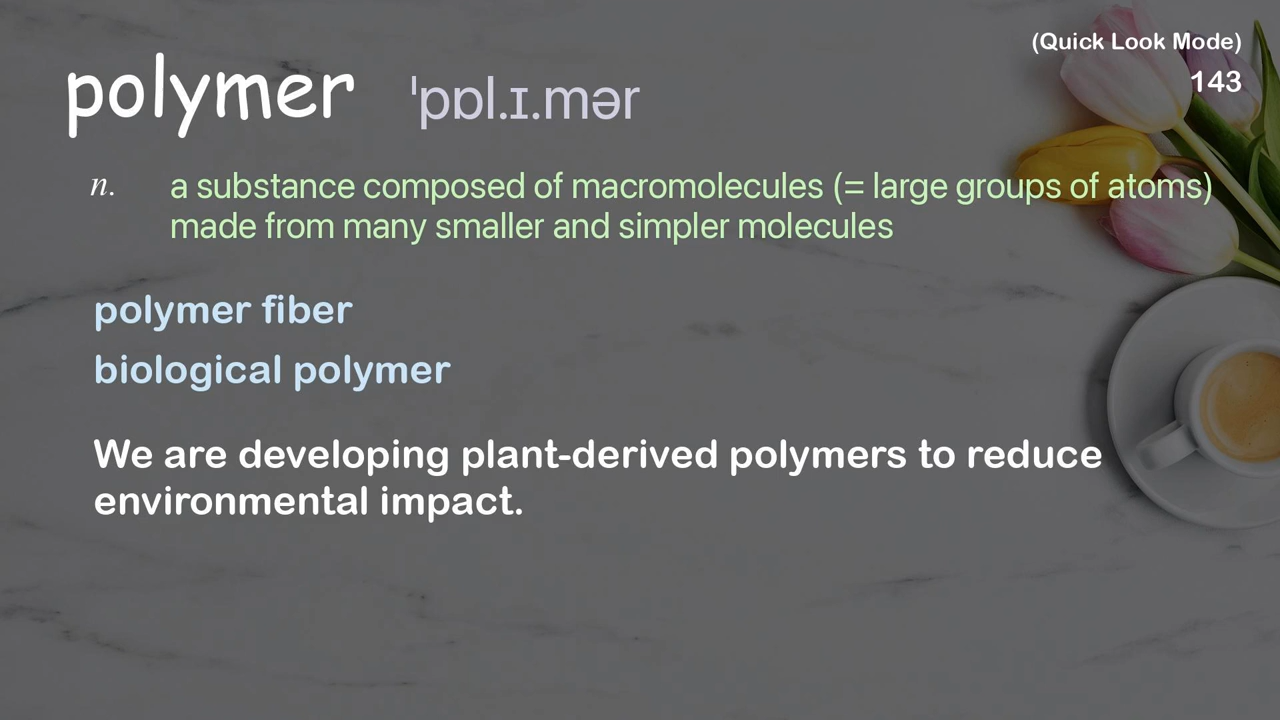 (Quick Look Mode)
polymer ˈpɒl.ɪ.mər
143
n. a substance composed of macromolecules (= large groups of atoms)
made from many smaller and simpler molecules
polymer fiber
biological polymer
We are developing plant-derived polymers to reduce
environmental impact.